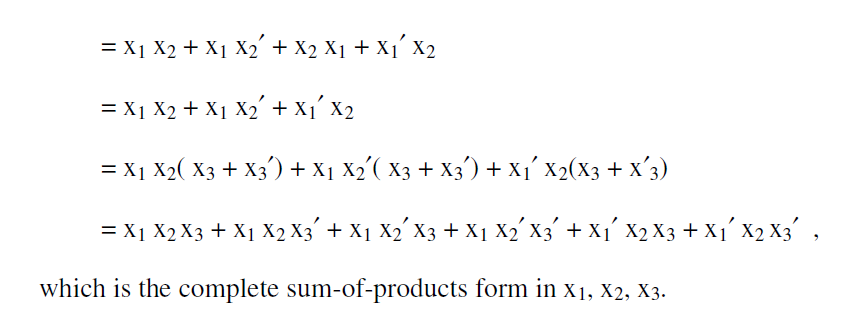 = x₁ x₂ + x₁ x₂′ + x₂ x₁ + x₁′ x₂
= x₁ x₂ + x₁ x₂′ + x₁′ x₂
= x₁ x₂( x₃ + x₃′) + x₁ x₂′( x₃ + x₃′) + x₁′ x₂(x₃ + x′₃)
= x₁ x₂ x₃ + x₁ x₂ x₃′ + x₁ x₂′ x₃ + x₁ x₂′ x₃′ + x₁′ x₂ x₃ + x₁′ x₂ x₃′ ,
which is the complete sum-of-products form in x₁, x₂, x₃.